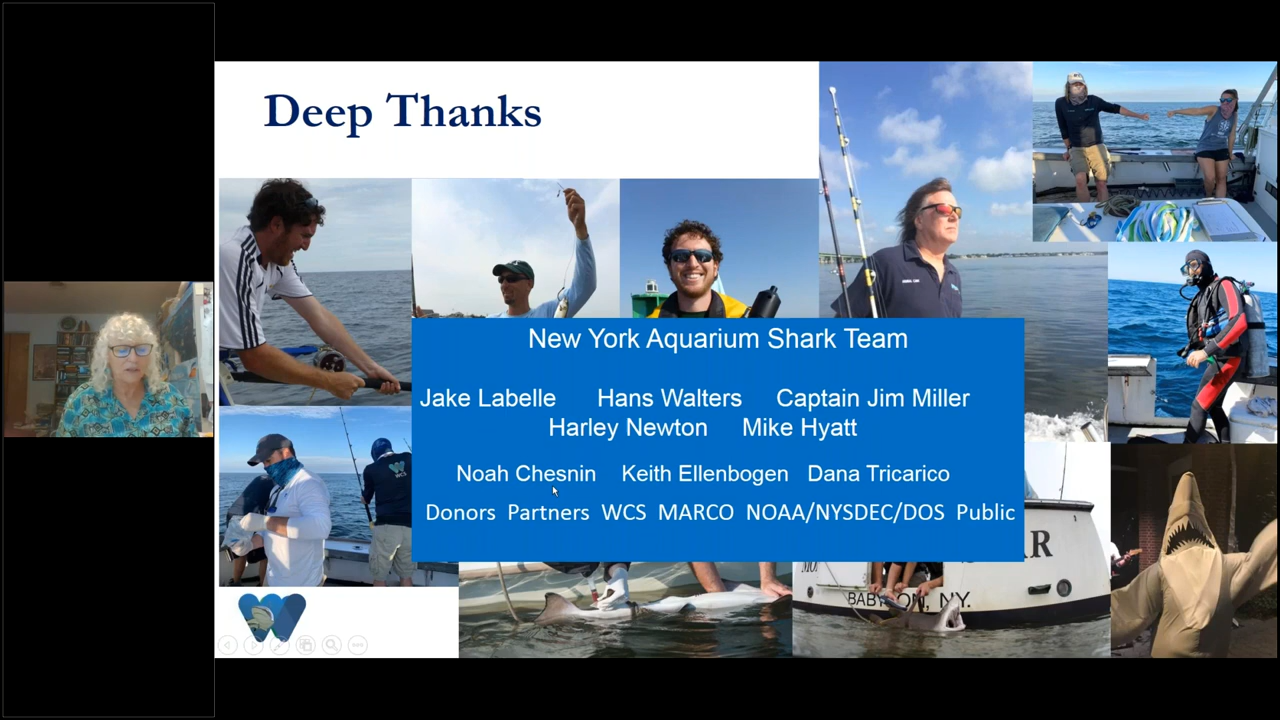 Deep Thanks
New York Aquarium Shark Team
Jake Labelle Hans Walters Captain Jim Miller
Harley Newton Mike Hyatt
Noah Chesnin Keith Ellenbogen Dana Tricarico
Donors Partners WCS MARCO NOAA/NYSDEC/DOS Public
WCS
R
BABYLON, N.Y.